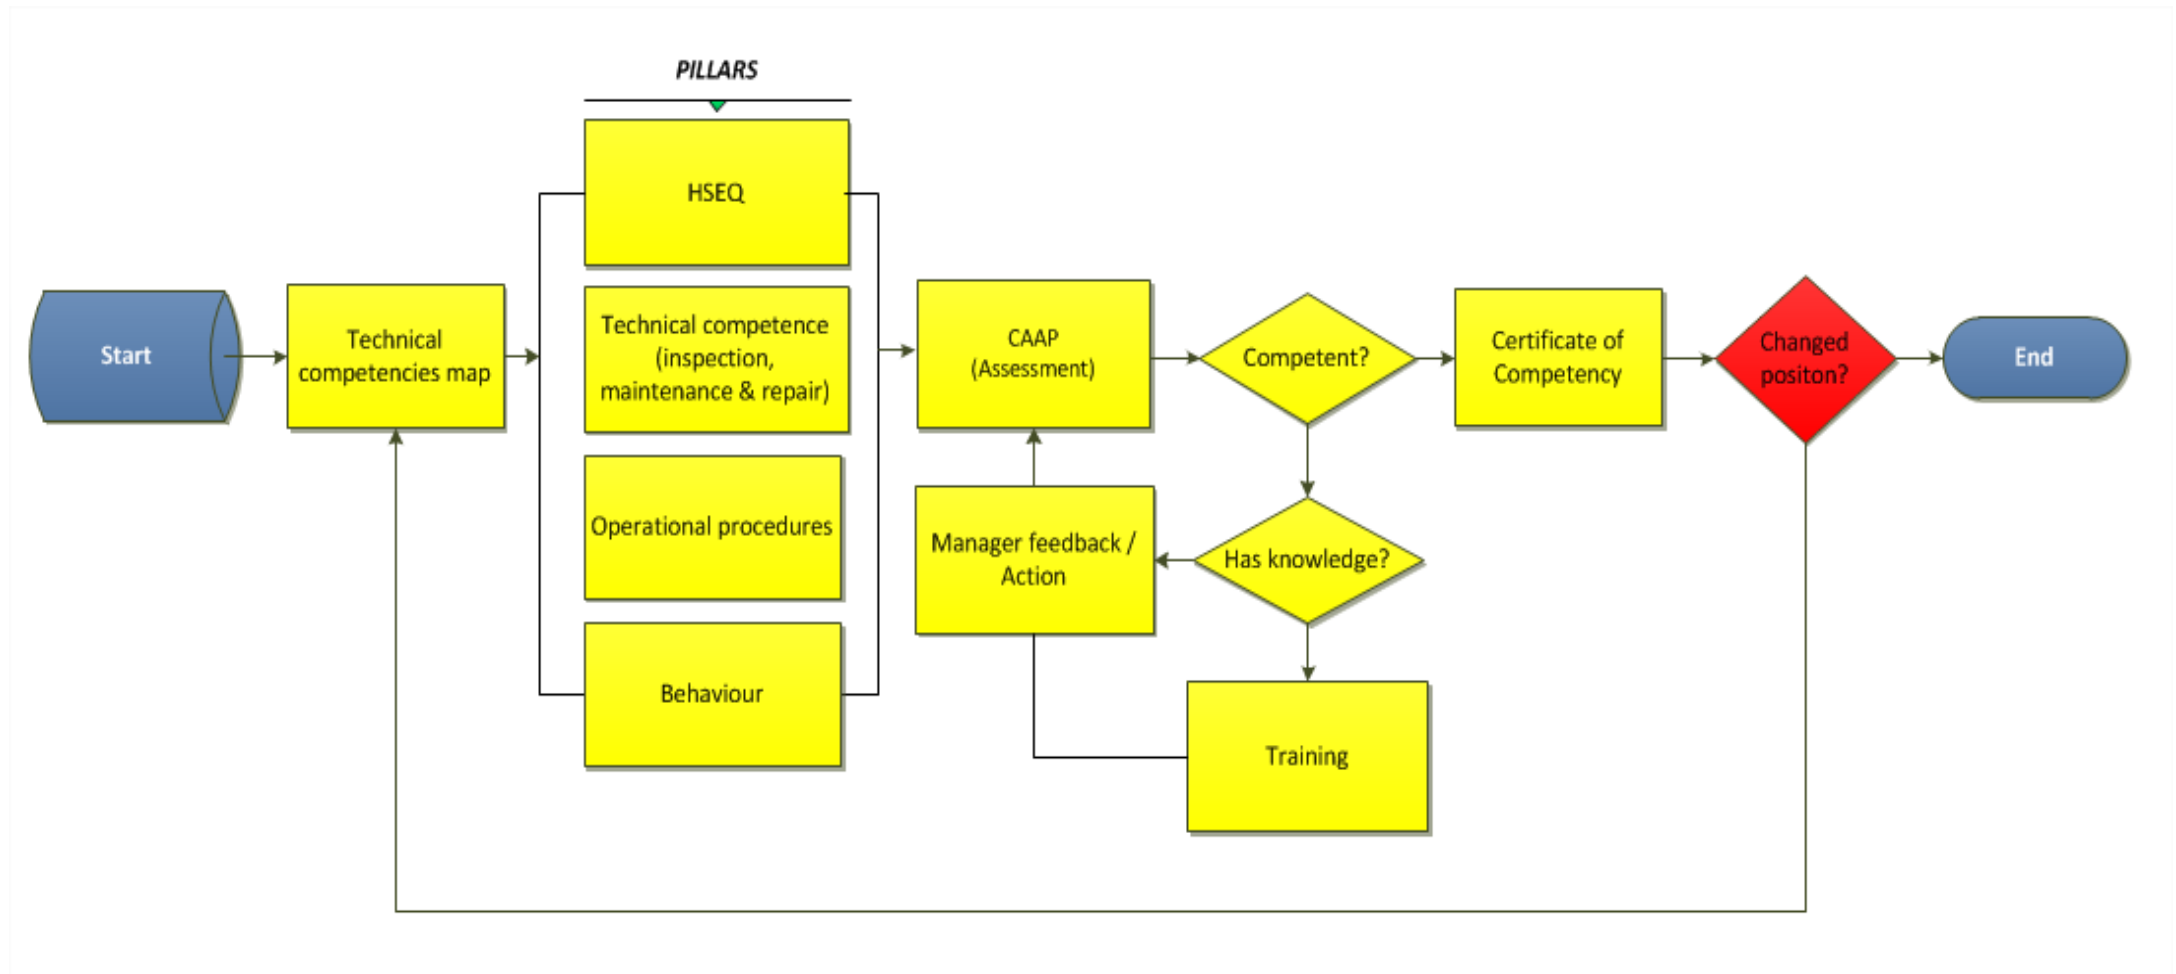 PILLARS
HSEQ
Start
Technical
competencies map
Technical competence
(inspection,
maintenance & repair)
Operational procedures
Behaviour
CAAP
(Assessment)
Competent?
Certificate of
Competency
Changed
positon?
End
Manager feedback /
Action
Has knowledge?
Training